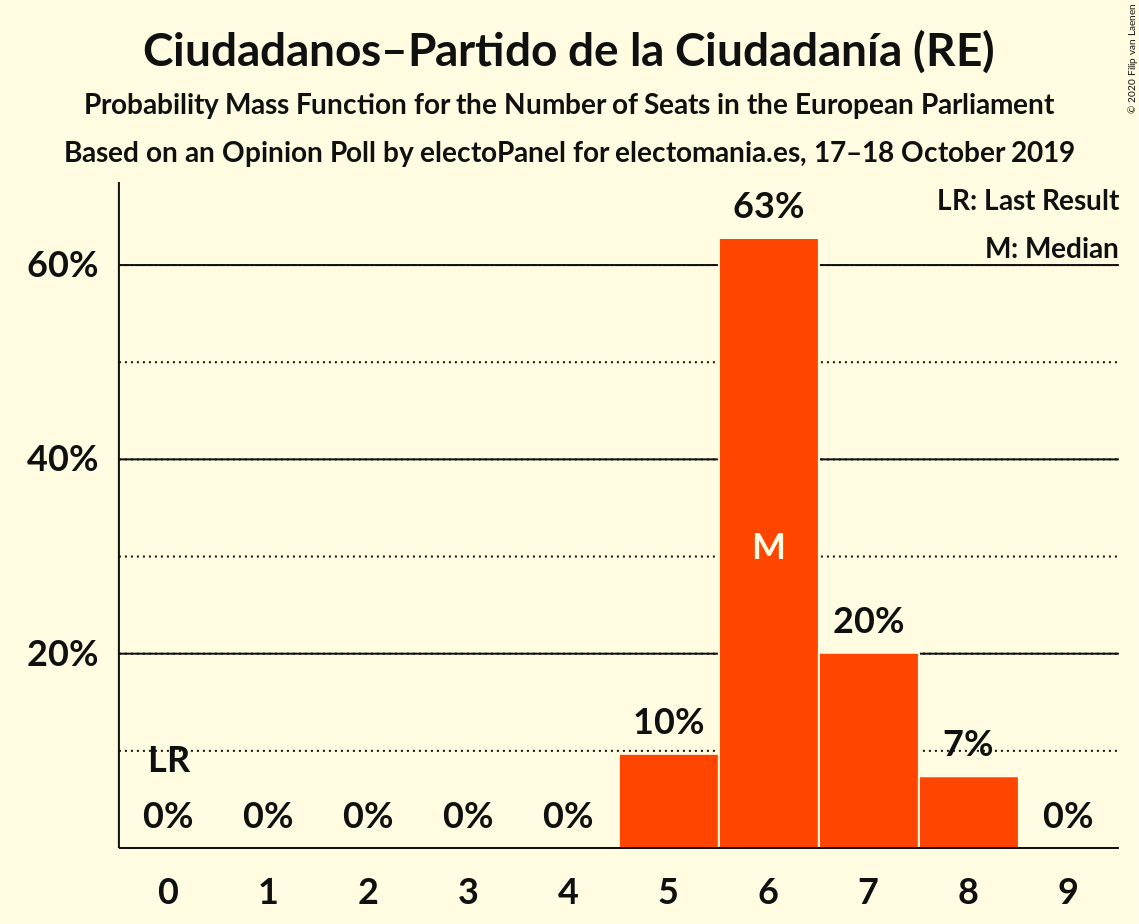 Ciudadanos–Partido de la Ciudadanía (RE)
Probability Mass Function for the Number of Seats in the European Parliament
Based on an Opinion Poll by electoPanel for electomania.es, 17–18 October 2019
© 2020 Filip van Laenen
LR: Last Result
M: Median
63%
60%
40%
M
20%
20%
10%
7%
LR
0% 0% 0% 0% 0% 0%
0 1 2 3 4 5 6 7 8 9